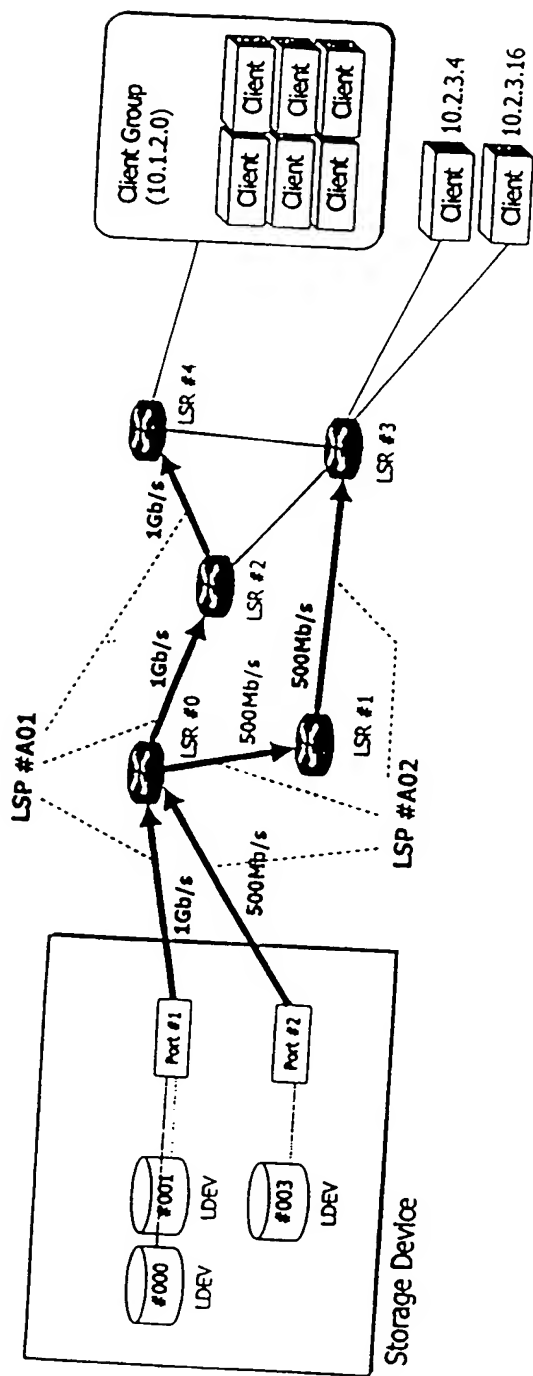 Storage Device
#000
LDEV
#001
LDEV
#003
LDEV
Port #1
Port #2
LSP #A01
1Gb/s
500Mb/s
LSR #0
1Gb/s
500Mb/s
LSR #2
1Gb/s
LSR #4
LSR #1
500Mb/s
LSR #3
LSP #A02
Client Group
(10.1.2.0)
Client
Client
Client
Client
Client
Client
Client
10.2.3.4
Client
10.2.3.16